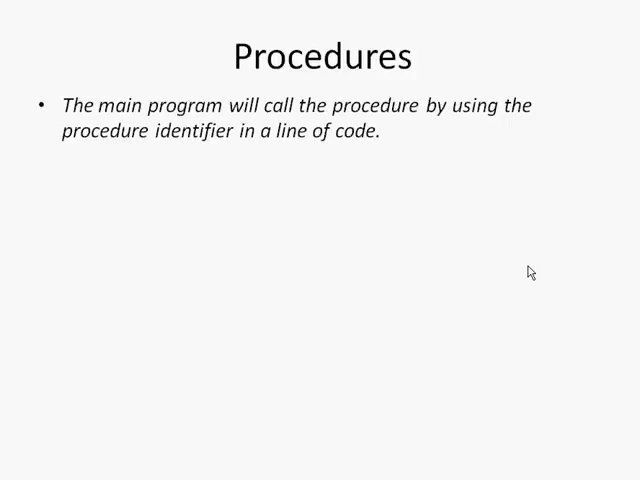 Procedures
• The main program will call the procedure by using the
procedure identifier in a line of code.